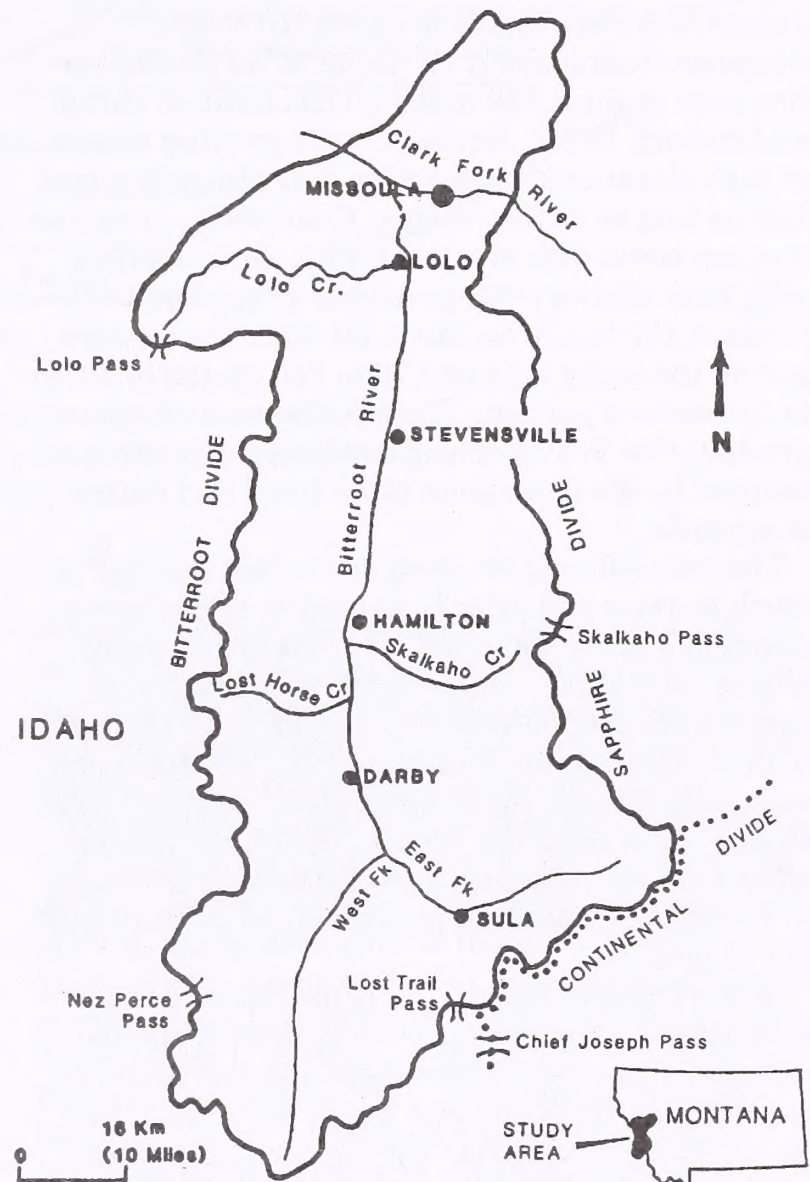 Clark Fork River
MISSOULA
LOLO
Lolo Cr.
Lolo Pass
Bitterroot River
N
STEVENSVILLE
BITTERROOT DIVIDE
SAPPHIRE DIVIDE
HAMILTON
Skalkaho Pass
Skalkaho Cr
Lost Horse Cr
IDAHO
DARBY
CONTINENTAL DIVIDE
East Fk
West Fk
SULA
Lost Trail
Pass
Nez Perce
Pass
Chief Joseph Pass
16 Km
(10 Miles)
0
MONTANA
STUDY
AREA